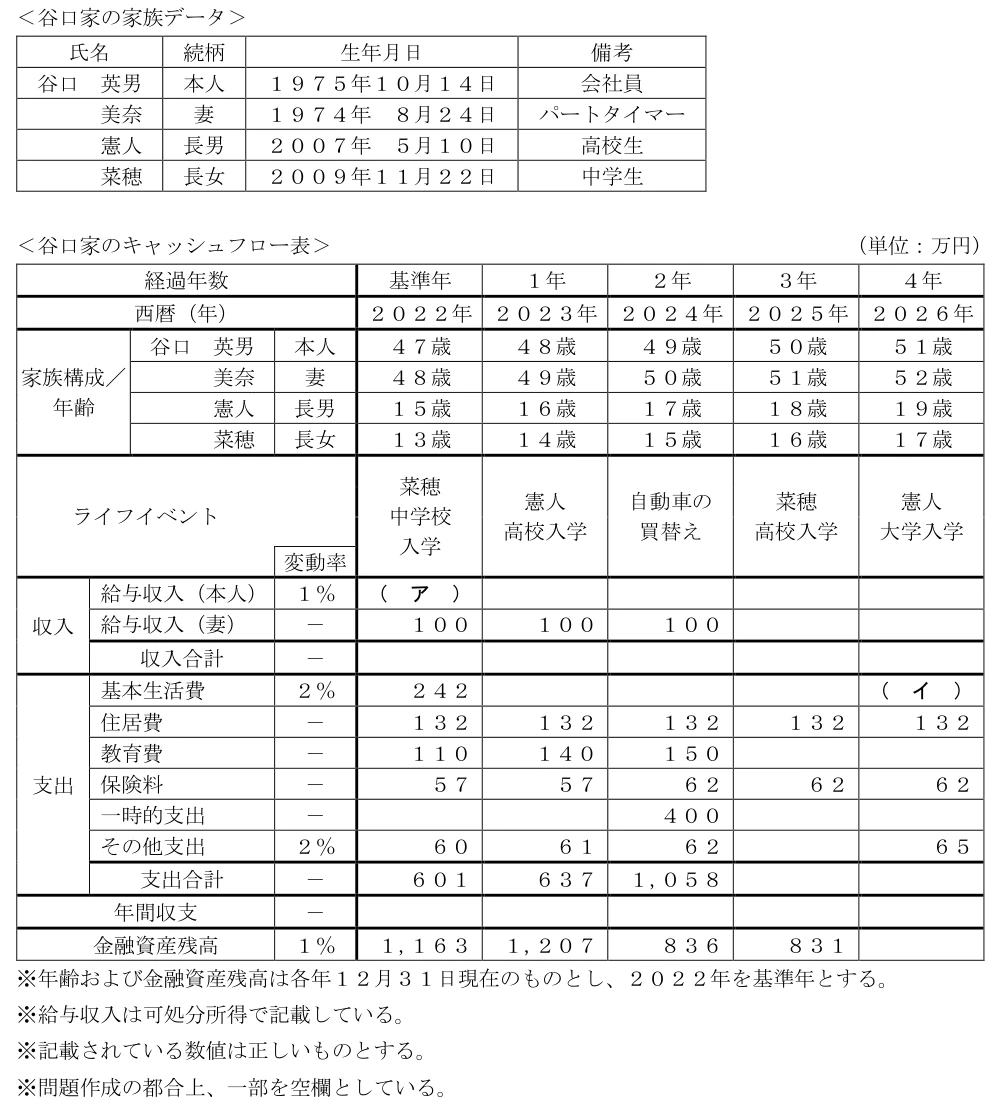 ＜谷口家の家族データ＞
氏名 続柄 生年月日 備考
谷口　英男 本人 １９７５年１０月１４日 会社員
美奈 妻 １９７４年　８月２４日 パートタイマー
憲人 長男 ２００７年　５月１０日 高校生
菜穂 長女 ２００９年１１月２２日 中学生
＜谷口家のキャッシュフロー表＞ （単位：万円）
経過年数 基準年 １年 ２年 ３年 ４年
西暦（年） ２０２２年 ２０２３年 ２０２４年 ２０２５年 ２０２６年
家族構成／年齢 谷口　英男 本人 ４７歳 ４８歳 ４９歳 ５０歳 ５１歳
美奈 妻 ４８歳 ４９歳 ５０歳 ５１歳 ５２歳
憲人 長男 １５歳 １６歳 １７歳 １８歳 １９歳
菜穂 長女 １３歳 １４歳 １５歳 １６歳 １７歳
ライフイベント 菜穂中学校入学 憲人高校入学 自動車の買替え 菜穂高校入学 憲人大学入学
変動率
収入 給与収入（本人） １％ （　ア　）
給与収入（妻） － １００ １００ １００
収入合計 －
支出 基本生活費 ２％ ２４２ （　イ　）
住居費 － １３２ １３２ １３２ １３２ １３２
教育費 － １１０ １４０ １５０
保険料 － ５７ ５７ ６２ ６２ ６２
一時的支出 － ４００
その他支出 ２％ ６０ ６１ ６２ ６５
支出合計 － ６０１ ６３７ １,０５８
年間収支 －
金融資産残高 １％ １,１６３ １,２０７ ８３６ ８３１
※年齢および金融資産残高は各年１２月３１日現在のものとし、２０２２年を基準年とする。
※給与収入は可処分所得で記載している。
※記載されている数値は正しいものとする。
※問題作成の都合上、一部を空欄としている。